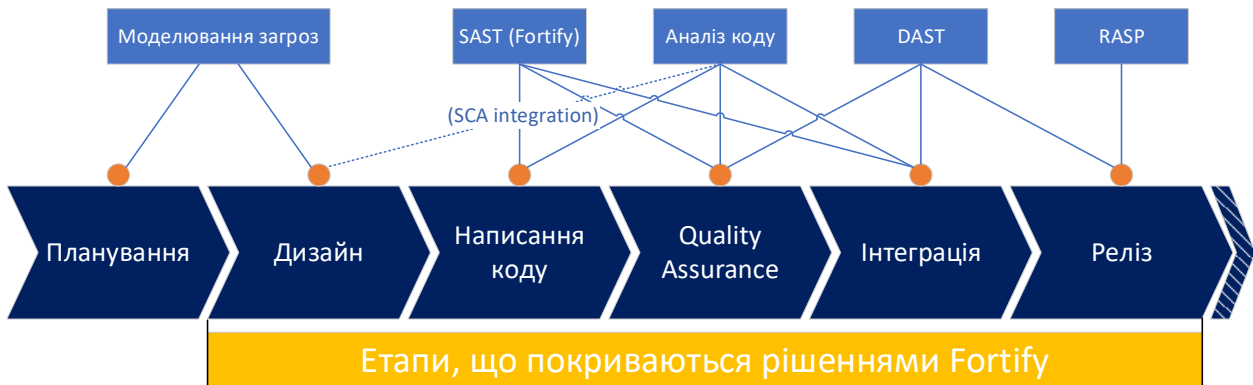 Моделювання загроз
SAST (Fortify)
Аналіз коду
DAST
RASP
(SCA integration)
Планування
Дизайн
Написання
коду
Quality
Assurance
Інтеграція
Реліз
Етапи, що покриваються рішеннями Fortify